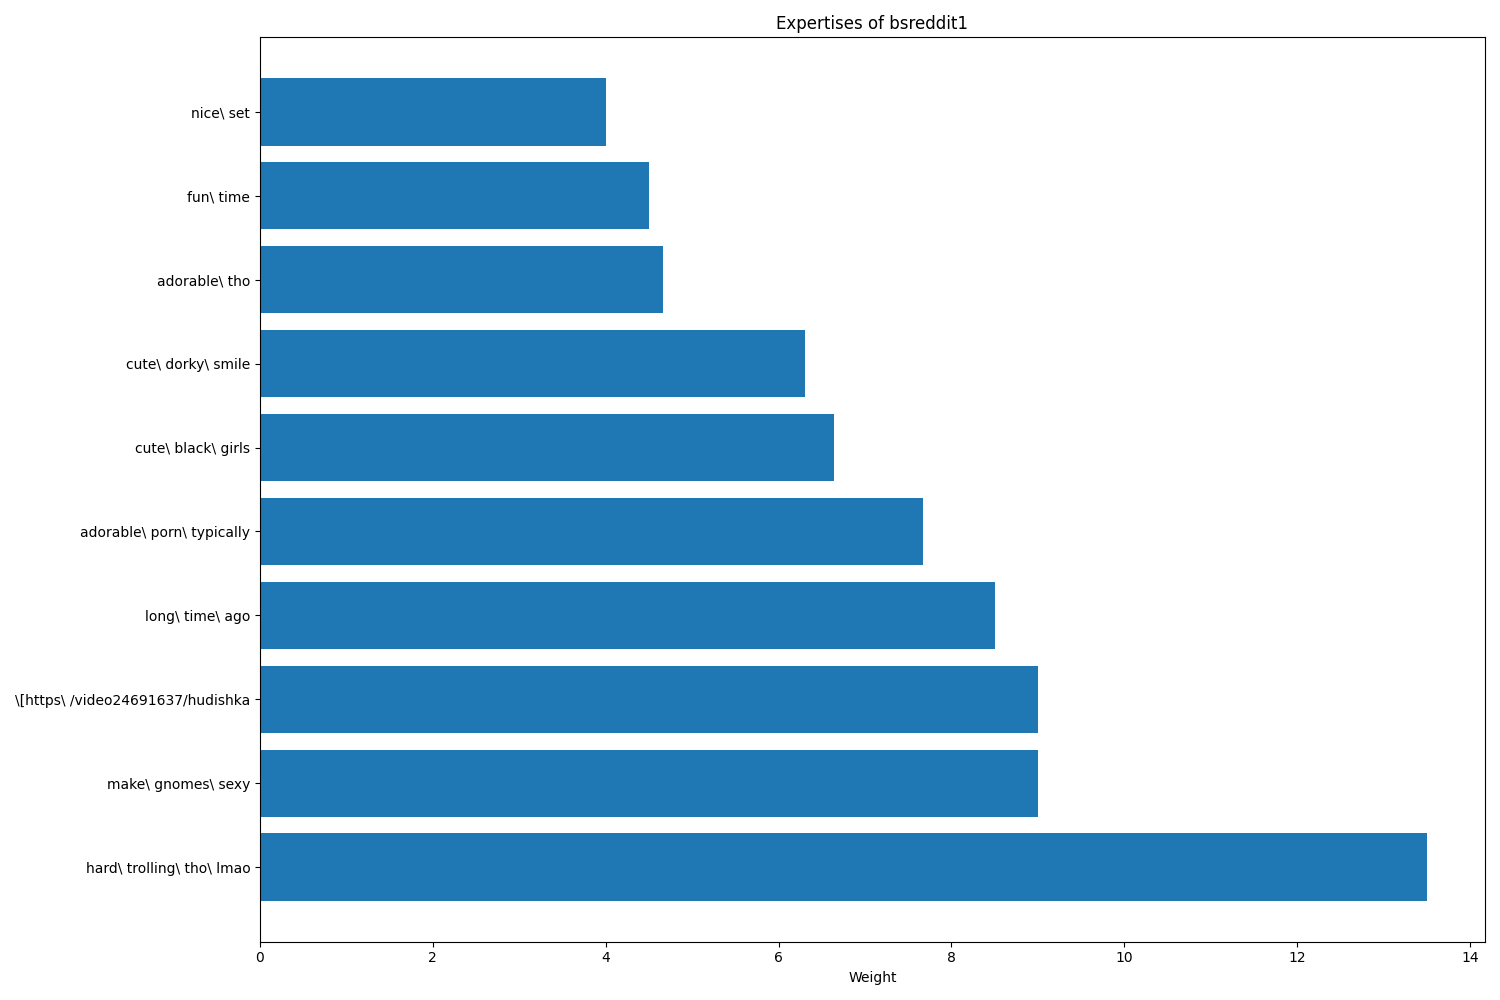 Expertises of bsreddit1
nice\ set
fun\ time
adorable\ tho
cute\ dorky\ smile
cute\ black\ girls
adorable\ porn\ typically
long\ time\ ago
\[https\ /video24691637/hudishka
make\ gnomes\ sexy
hard\ trolling\ tho\ lmao
0 2 4 6 8 10 12 14
Weight